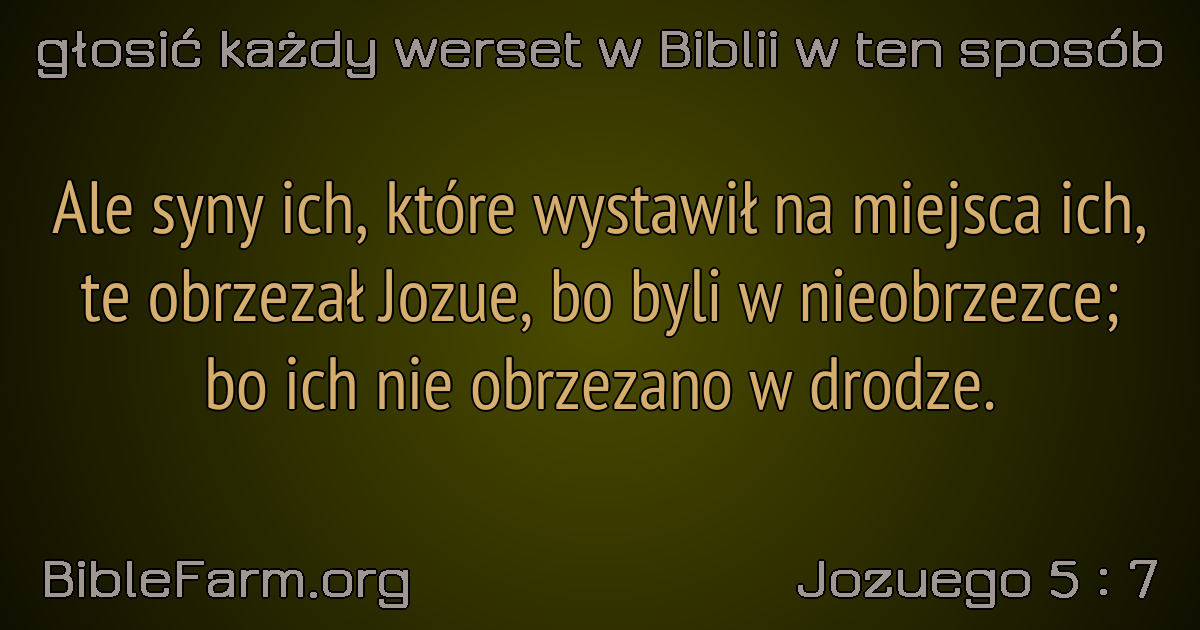 głosić każdy werset w Biblii w ten sposób
Ale syny ich, które wystawił na miejsca ich,
te obrzezał Jozue, bo byli w nieobrzezce;
bo ich nie obrzezano w drodze.
BibleFarm.org
Jozuego 5 : 7